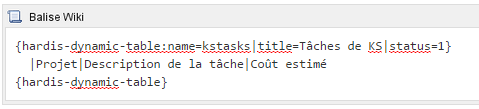 Balise Wiki
{hardis-dynamic-table:name=kstasks|title=Tâches de KS|status=1}
|Projet|Description de la tâche|Coût estimé
{hardis-dynamic-table}